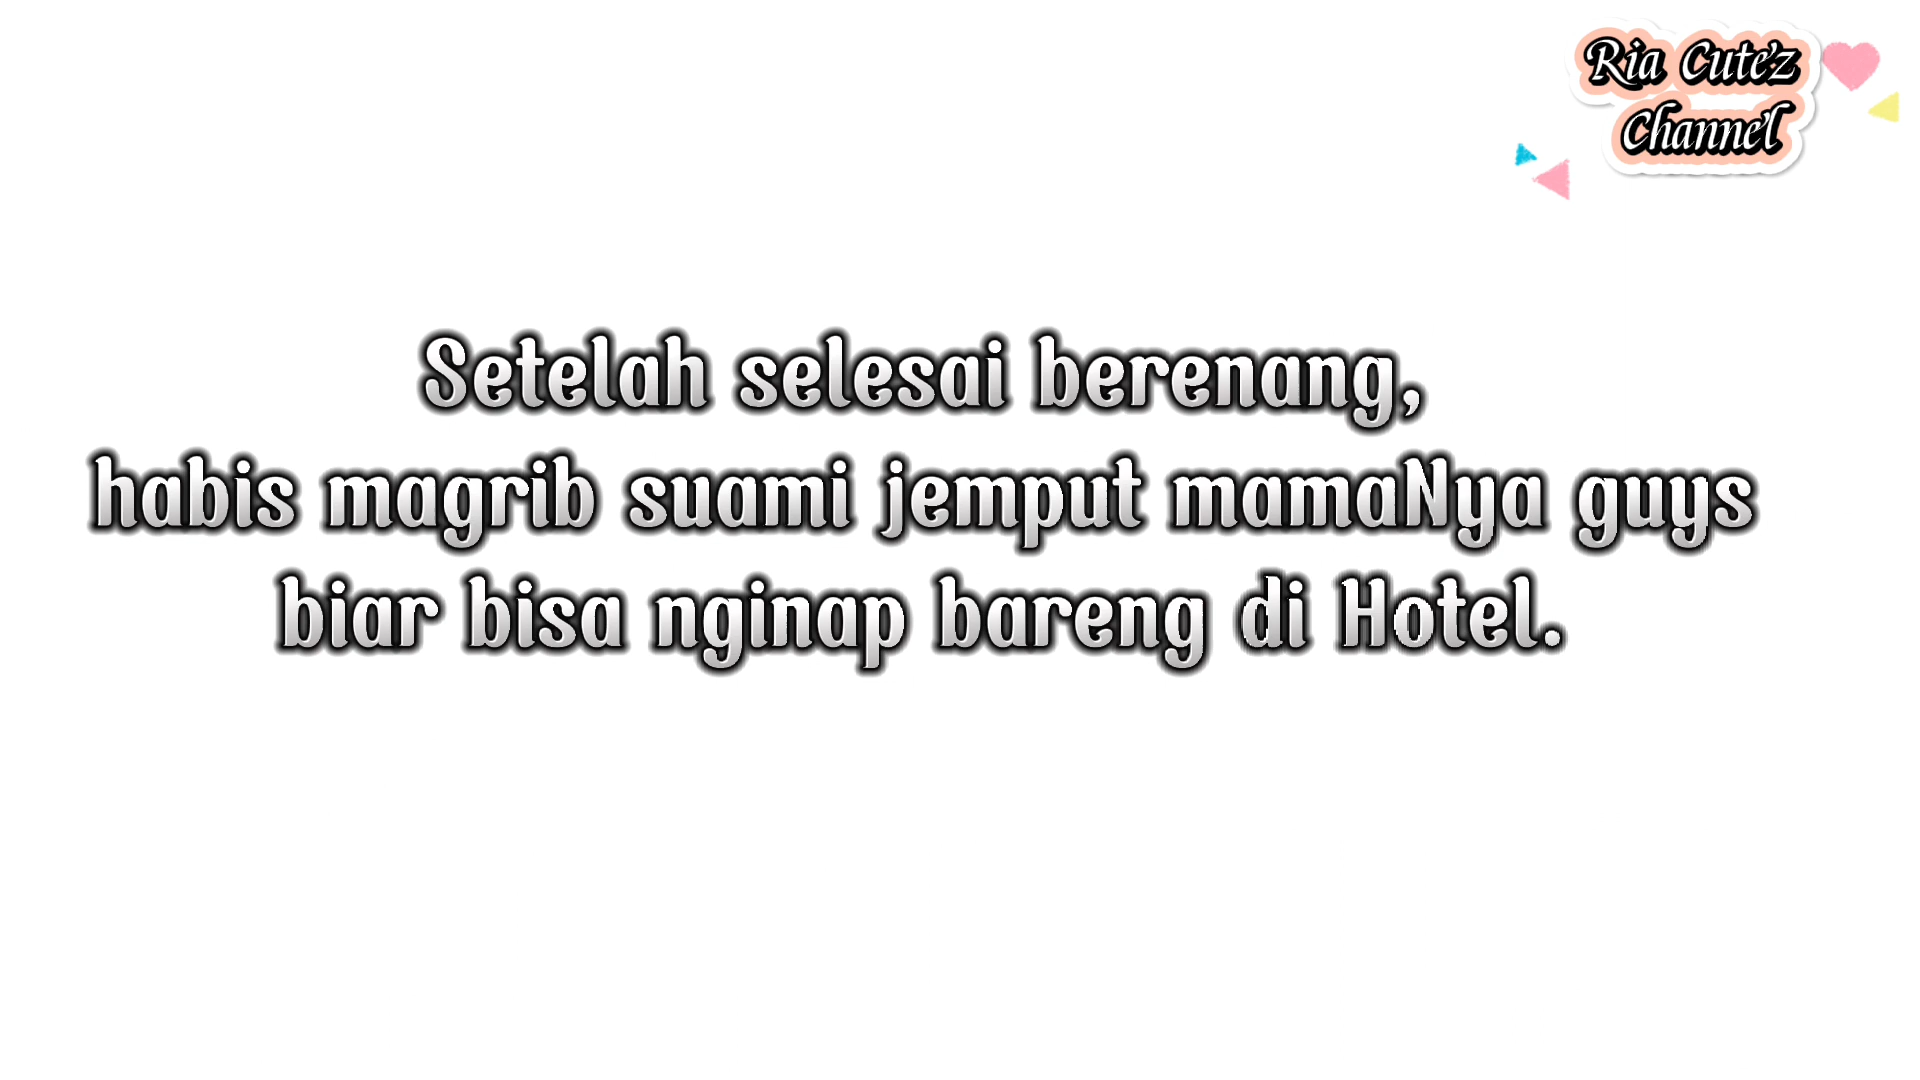 Ria Cute'z
Channel
Setelah selesai berenang,
habis magrib suami jemput mamaNya guys
biar bisa nginap bareng di Hotel.